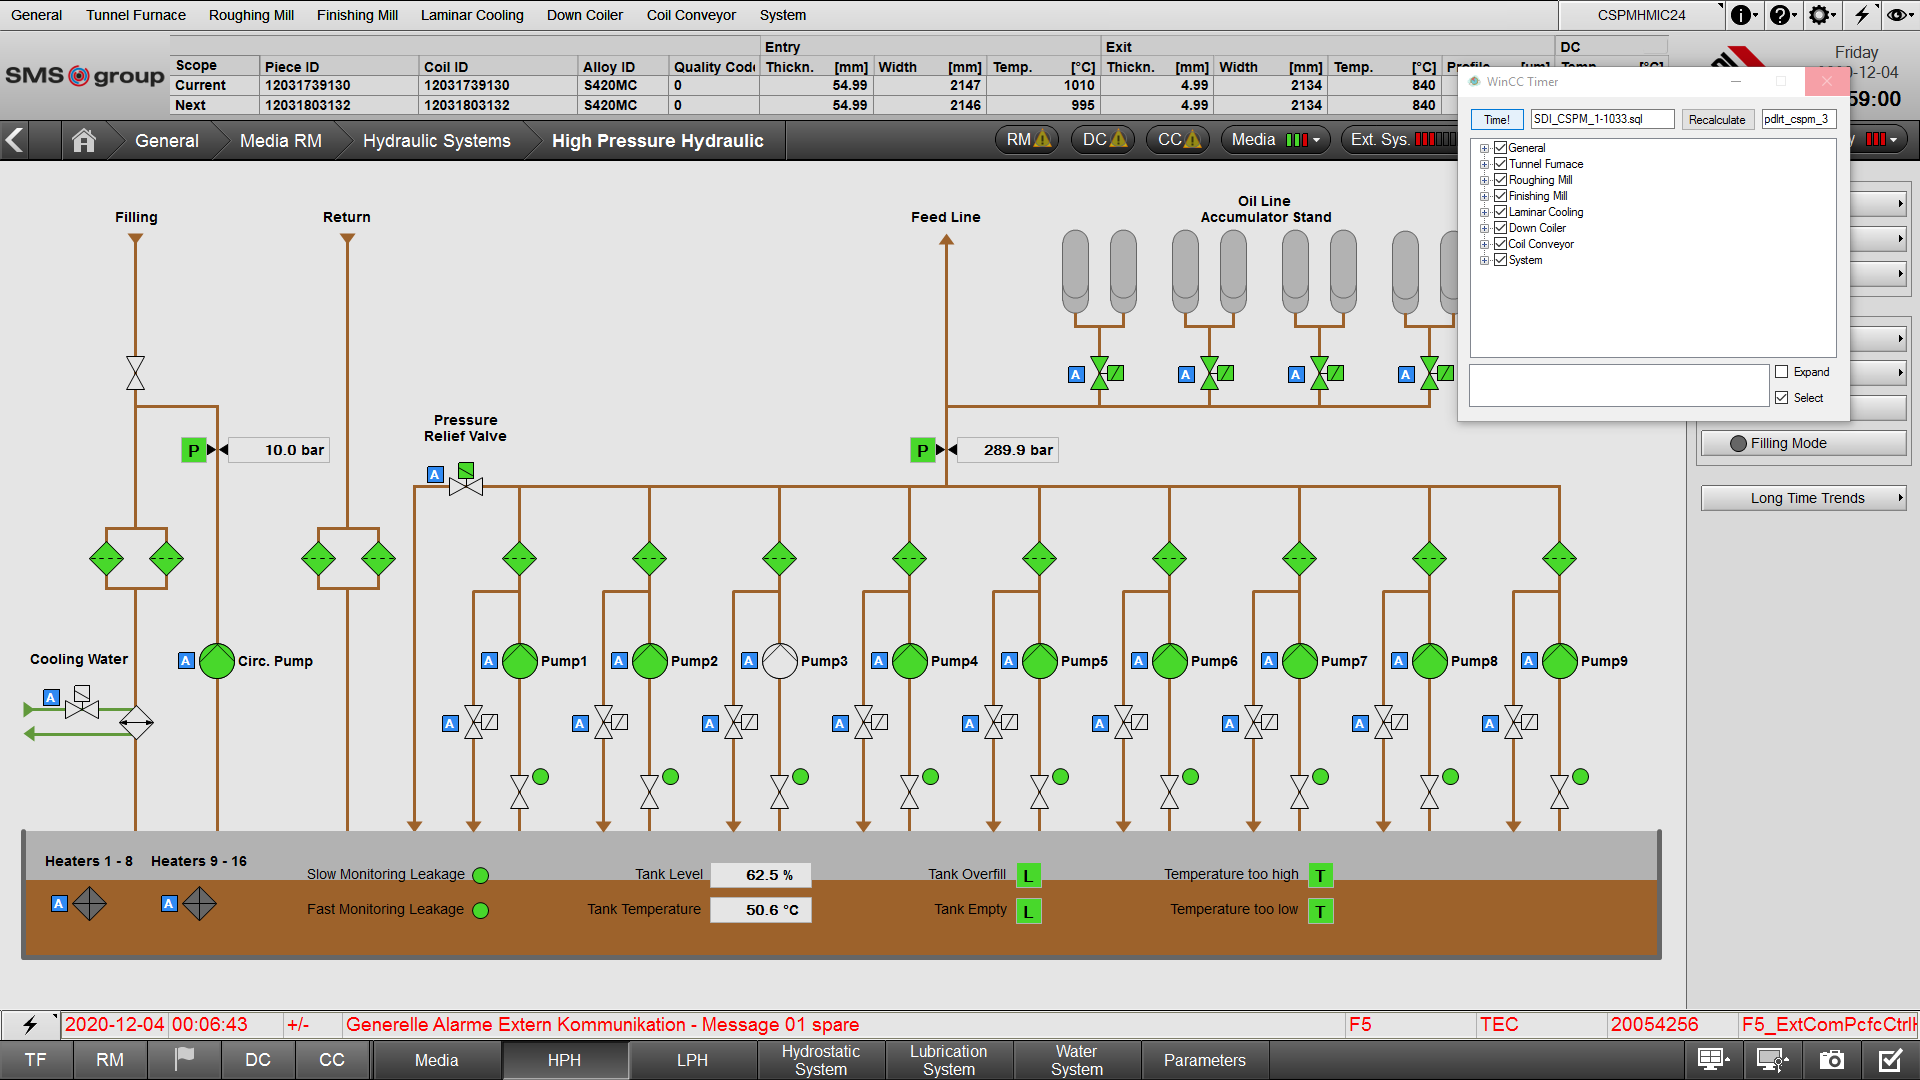 General Tunnel Furnace Roughing Mill Finishing Mill Laminar Cooling Down Coiler Coil Conveyor System CSPMHMIC24
SMS group
Entry Exit DC
Scope Piece ID Coil ID Alloy ID Quality Code Thickn. [mm] Width [mm] Temp. [°C] Thickn. [mm] Width [mm] Temp. [°C]
Current 12031739130 12031739130 S420MC 0 54.99 2147 1010 4.99 2134 840
Next 12031803132 12031803132 S420MC 0 54.99 2146 995 4.99 2134 840
Friday
-12-04
59:00
General Media RM Hydraulic Systems High Pressure Hydraulic RM DC CC Media Ext. Sys.
WinCC Timer
Time! SDI_CSPM_1-1033.sql Recalculate pdlrt_cspm_3
General
Tunnel Furnace
Roughing Mill
Finishing Mill
Laminar Cooling
Down Coiler
Coil Conveyor
System
Expand
Select
Filling Mode
Long Time Trends
Filling Return Feed Line
Oil Line
Accumulator Stand
A A A A
P 10.0 bar
Pressure
Relief Valve
A
P 289.9 bar
Cooling Water
A
A Circ. Pump
A Pump1 A Pump2 A Pump3 A Pump4 A Pump5 A Pump6 A Pump7 A Pump8 A Pump9
A A A A A A A A A
Heaters 1 - 8 Heaters 9 - 16
A A
Slow Monitoring Leakage Tank Level 62.5 % Tank Overfill L Temperature too high T
Fast Monitoring Leakage Tank Temperature 50.6 °C Tank Empty L Temperature too low T
2020-12-04 00:06:43 +/- Generelle Alarme Extern Kommunikation - Message 01 spare F5 TEC 20054256 F5_ExtComPcfcCtrl
TF RM DC CC Media HPH LPH Hydrostatic System Lubrication System Water System Parameters